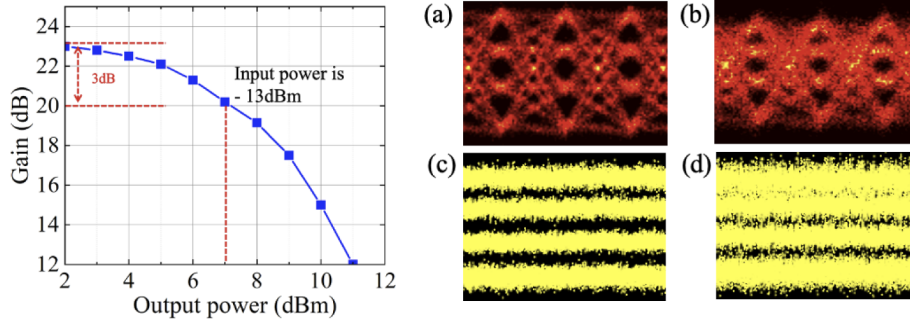 24
22
20
18
16
14
12
2
4
6
8
10
12
Gain (dB)
Output power (dBm)
3dB
Input power is
- 13dBm
(a)
(b)
(c)
(d)